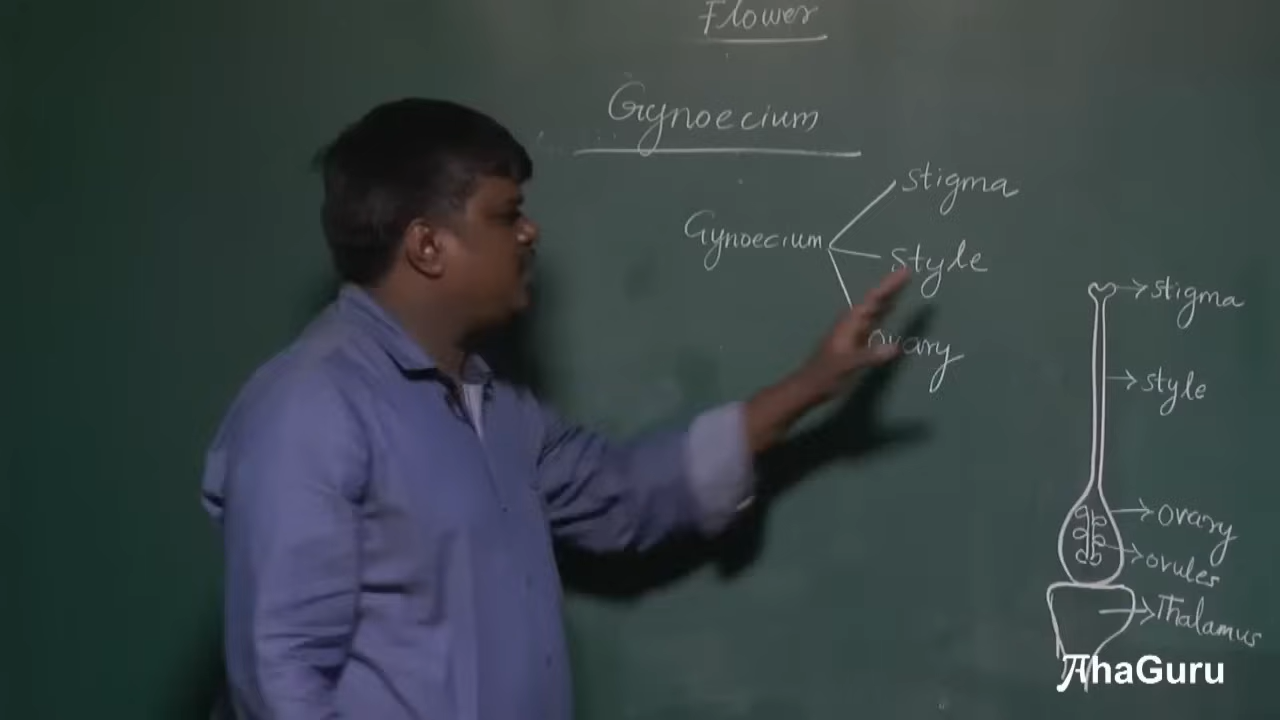 Flower
Gynoecium
Stigma
Gynoecium
Style
Ovary
Stigma
Style
Ovary
Ovules
Thalamus
AhaGuru